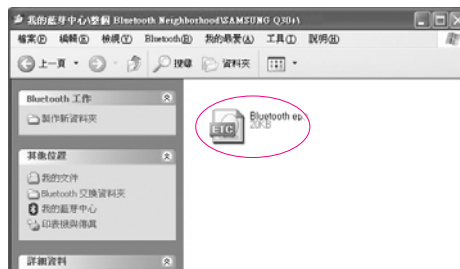 我的藍芽中心\整個 Bluetooth Neighborhood\SAMSUNG Q30+\
檔案(F) 編輯(E) 檢視(V) Bluetooth(B) 我的最愛(A) 工具(T) 說明(H)
上一頁 搜尋 資料夾
Bluetooth 工作
製作新資料夾
Bluetooth ep
20KB
ETC
其他位置
我的文件
Bluetooth 交換資料夾
我的藍芽中心
印表機與傳真
詳細資料